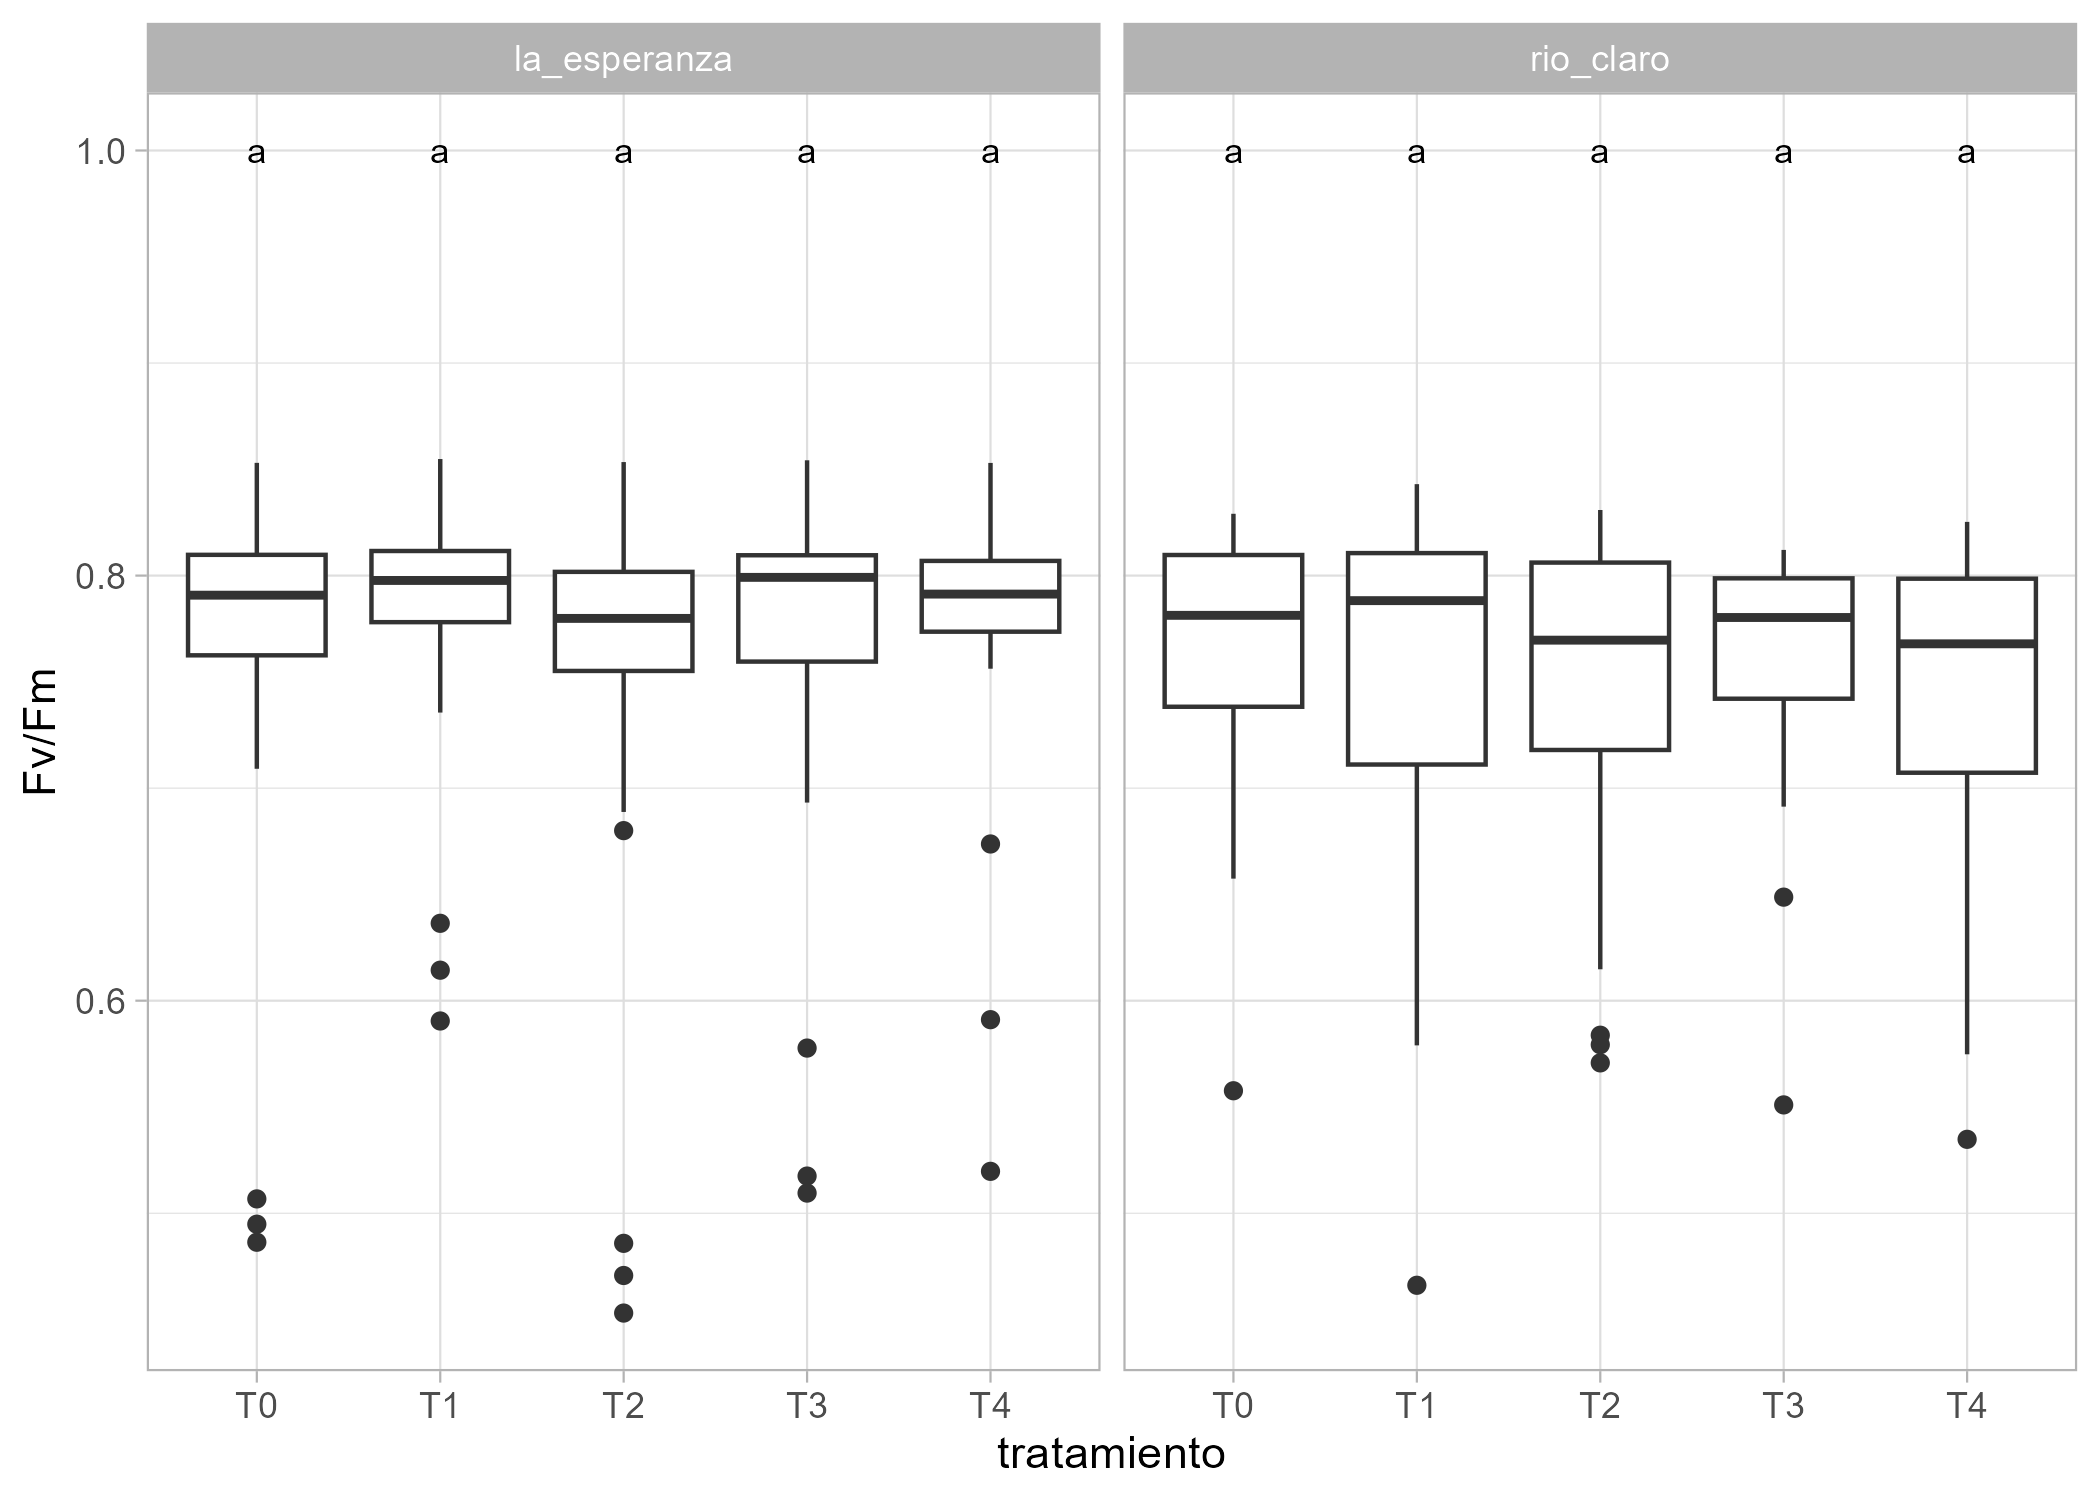 la_esperanza
rio_claro
1.0
a a a a a
a a a a a
0.8
0.6
Fv/Fm
T0 T1 T2 T3 T4
T0 T1 T2 T3 T4
tratamiento